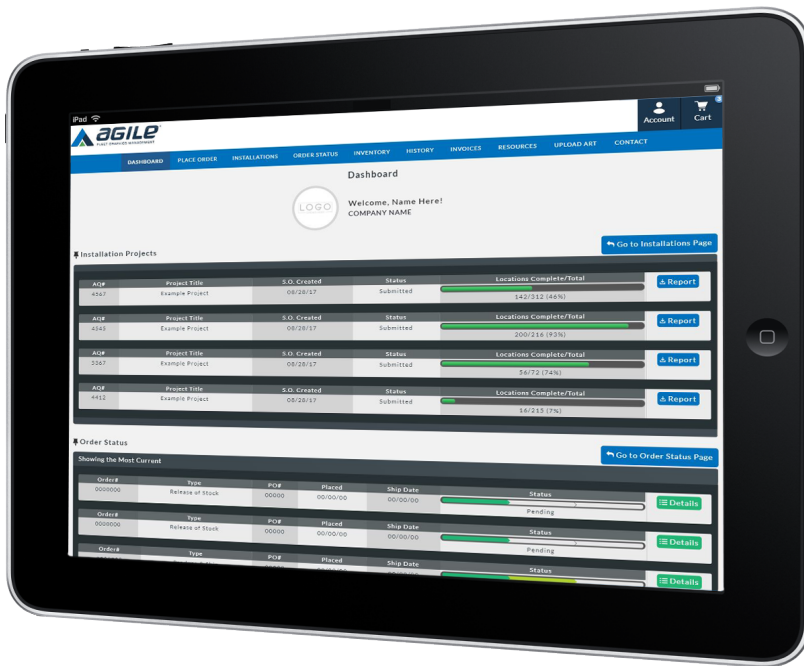 iPad
Account
Cart
AGILE
FLEET GRAPHICS MANAGEMENT
DASHBOARD PLACE ORDER INSTALLATIONS ORDER STATUS INVENTORY HISTORY INVOICES RESOURCES UPLOAD ART CONTACT
Dashboard
LOGO
Welcome, Name Here!
COMPANY NAME
Installation Projects
Go to Installations Page
AQ# Project Title S.O. Created Status Locations Complete/Total
4567 Example Project 08/28/17 Submitted 142/312 (46%) Report
AQ# Project Title S.O. Created Status Locations Complete/Total
4345 Example Project 08/28/17 Submitted 200/216 (93%) Report
AQ# Project Title S.O. Created Status Locations Complete/Total
5367 Example Project 08/28/17 Submitted 56/72 (74%) Report
AQ# Project Title S.O. Created Status Locations Complete/Total
4412 Example Project 08/28/17 Submitted 16/215 (7%) Report
Order Status
Go to Order Status Page
Showing the Most Current
Order# Type PO# Placed Ship Date Status
0000000 Release of Stock 00000 00/00/00 00/00/00 Pending Details
Order# Type PO# Placed Ship Date Status
0000000 Release of Stock 00000 00/00/00 00/00/00 Pending Details
Order# Type PO# Placed Ship Date Status
Details